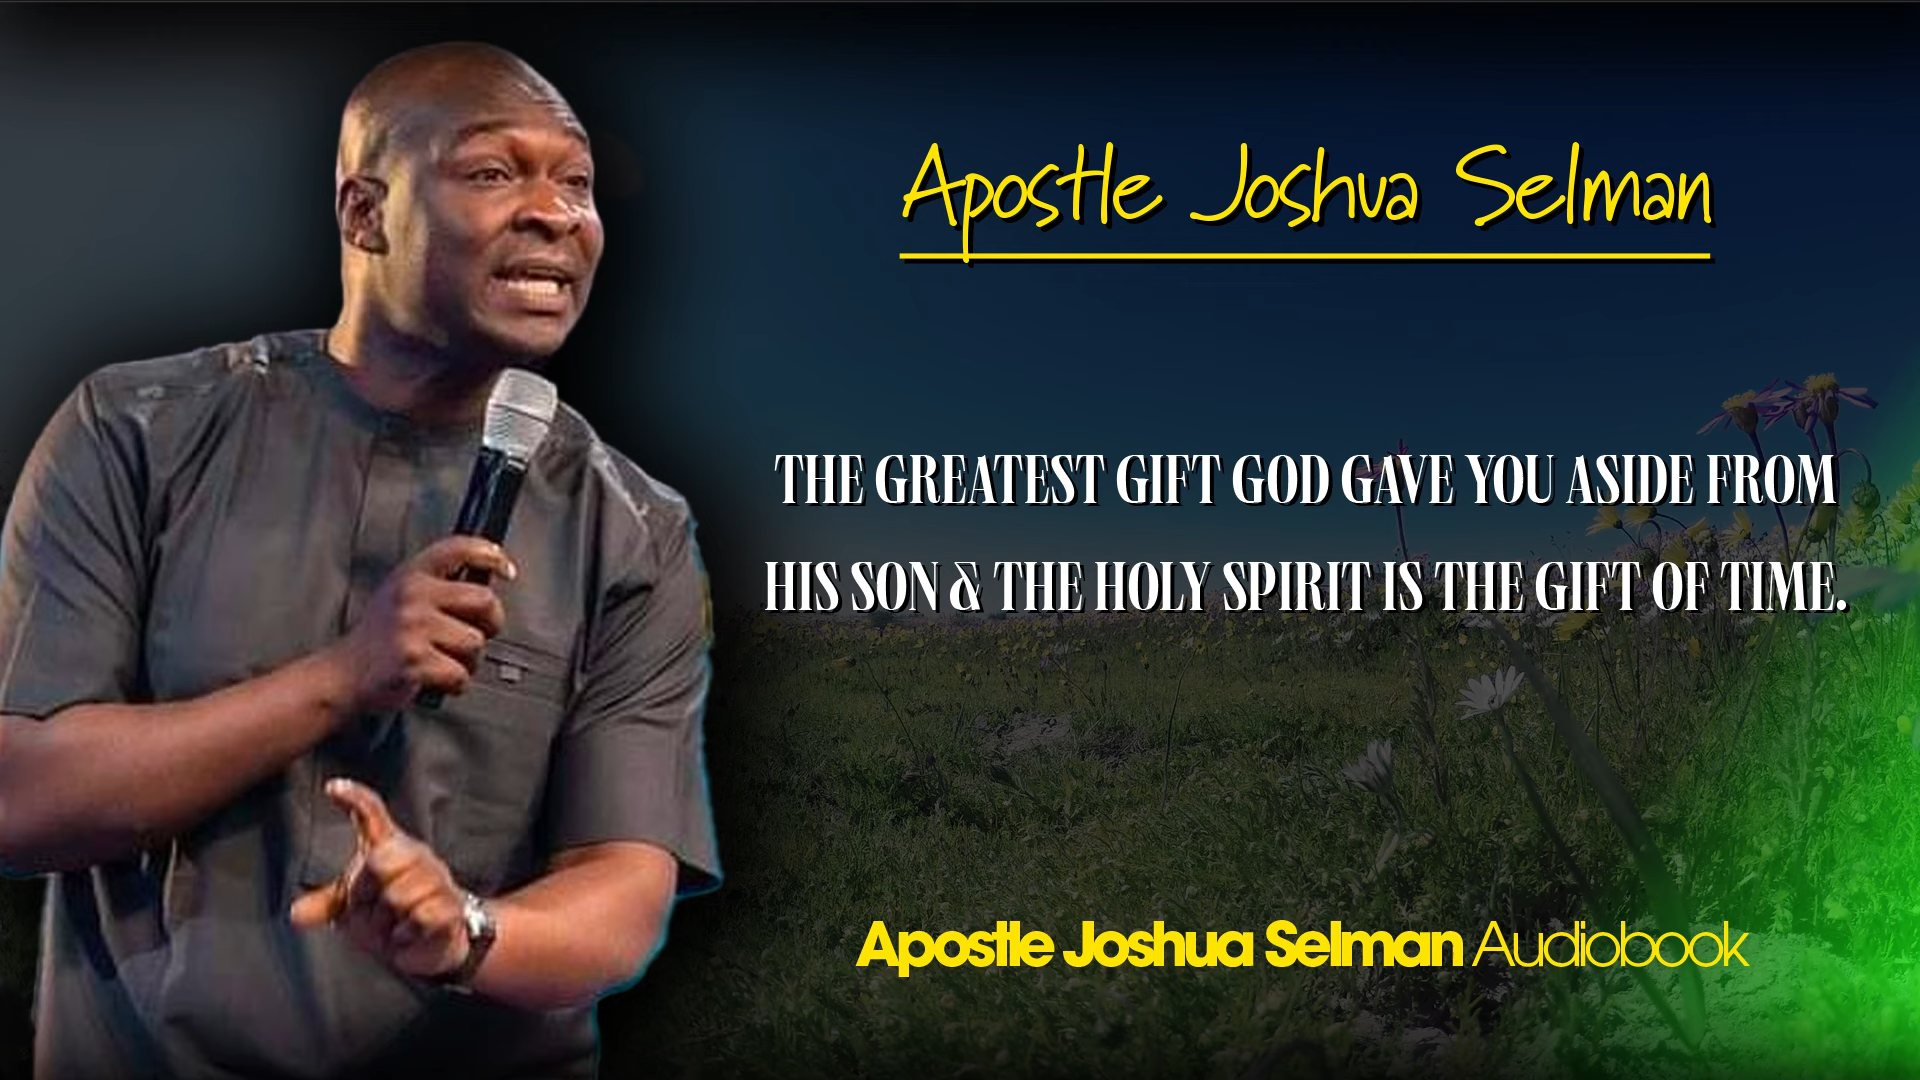 Apostle Joshua Selman
THE GREATEST GIFT GOD GAVE YOU ASIDE FROM
HIS SON & THE HOLY SPIRIT IS THE GIFT OF TIME.
Apostle Joshua Selman Audiobook